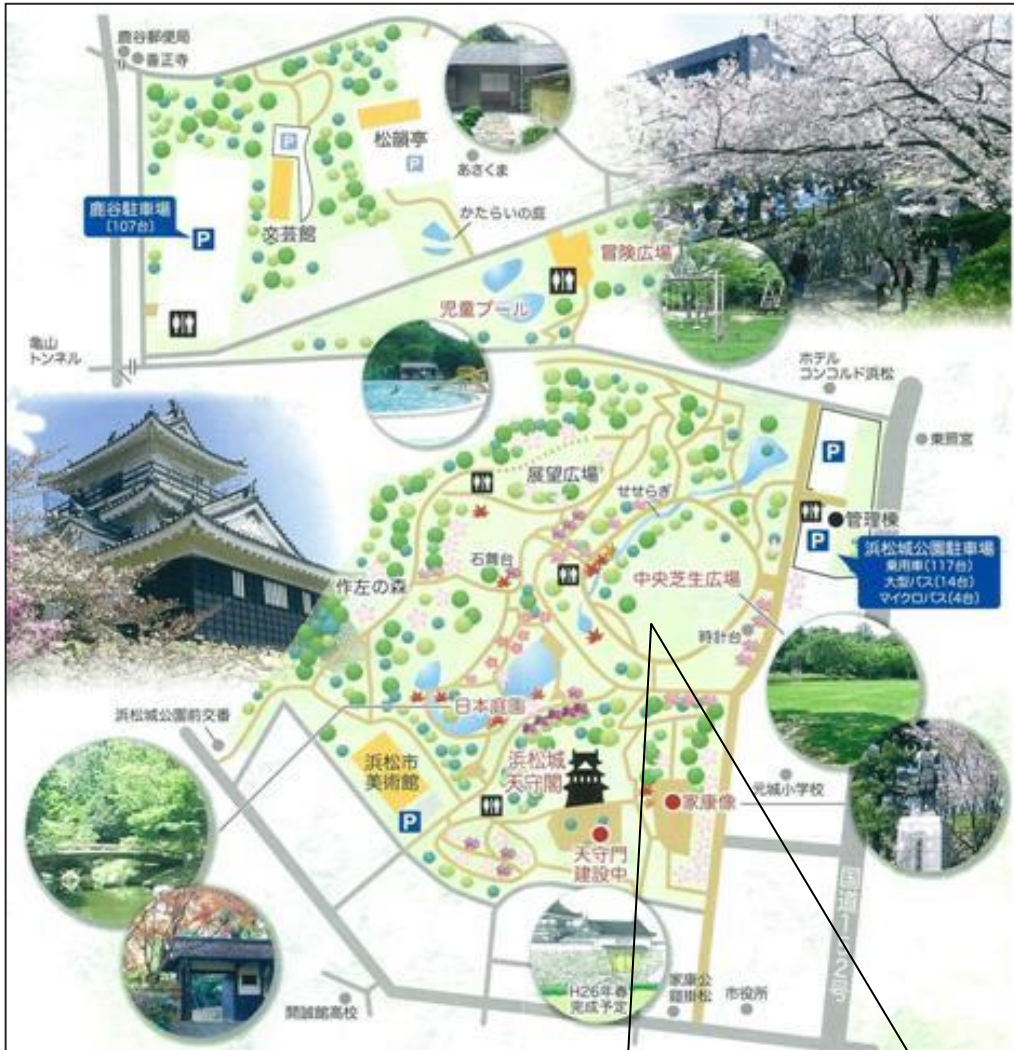 鹿谷郵便局
善正寺
松韻亭
P
あさくま
鹿谷駐車場
(107台)
P
P
文芸館
かたらいの庭
冒険広場
児童プール
亀山
トンネル
ホテル
コンコルド浜松
東照宮
展望広場
せせらぎ
P
管理棟
P
浜松城公園駐車場
乗用車(117台)
大型バス(14台)
マイクロバス(4台)
石舞台
中央芝生広場
作左の森
時計台
日本庭園
浜松城公園前交番
浜松市
美術館
P
浜松城
天守閣
元城小学校
家康像
天守門
建設中
国道152号
H26年春
完成予定
開誠館高校
家康公
鎧掛松
市役所